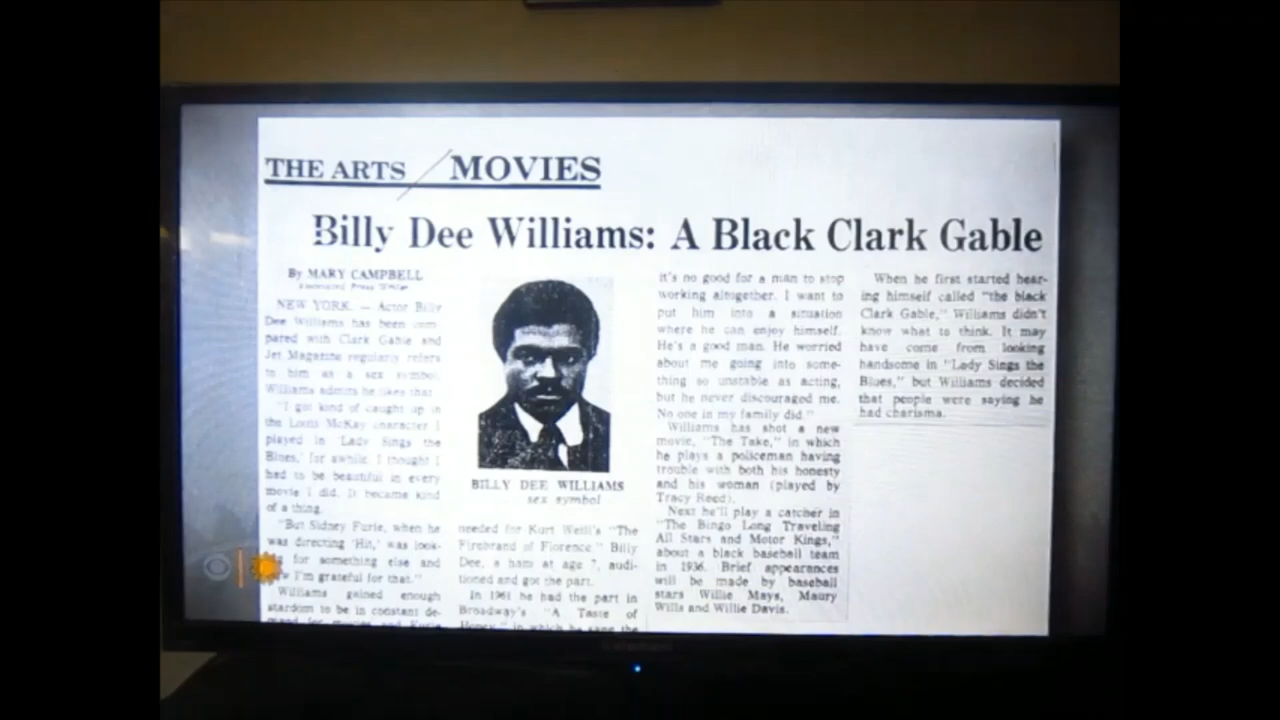 THE ARTS / MOVIES
Billy Dee Williams: A Black Clark Gable
By MARY CAMPBELL
Associated Press Writer
NEW YORK. — Actor Billy
Dee Williams has been com-
pared with Clark Gable and
Jet Magazine regularly refers
to him as a sex symbol.
Williams admits he likes that.
"I got kind of caught up in
the Louis McKay character I
played in 'Lady Sings the
Blues,' for awhile. I thought I
had to be beautiful in every
movie I did. It became kind
of a thing.
"But Sidney Furie, when he
was directing 'Hit,' was look-
for something else and
I'm grateful for that."
Williams gained enough
stardom to be in constant de-
BILLY DEE WILLIAMS
sex symbol
needed for Kurt Weill's "The
Firebrand of Florence." Billy
Dee, a ham at age 7, audi-
tioned and got the part.
In 1961 he had the part in
Broadway's "A Taste of
Honey," in which he sang the
it's no good for a man to stop
working altogether. I want to
put him into a situation
where he can enjoy himself.
He's a good man. He worried
about me going into some-
thing so unstable as acting,
but he never discouraged me.
No one in my family did."
Williams has shot a new
movie, "The Take," in which
he plays a policeman having
trouble with both his honesty
and his woman (played by
Tracy Reed).
Next he'll play a catcher in
"The Bingo Long Traveling
All Stars and Motor Kings,"
about a black baseball team
in 1936. Brief appearances
will be made by baseball
stars Willie Mays, Maury
Wills and Willie Davis.
When he first started hear-
ing himself called "the black
Clark Gable," Williams didn't
know what to think. It may
have come from looking
handsome in "Lady Sings the
Blues," but Williams decided
that people were saying he
had charisma.